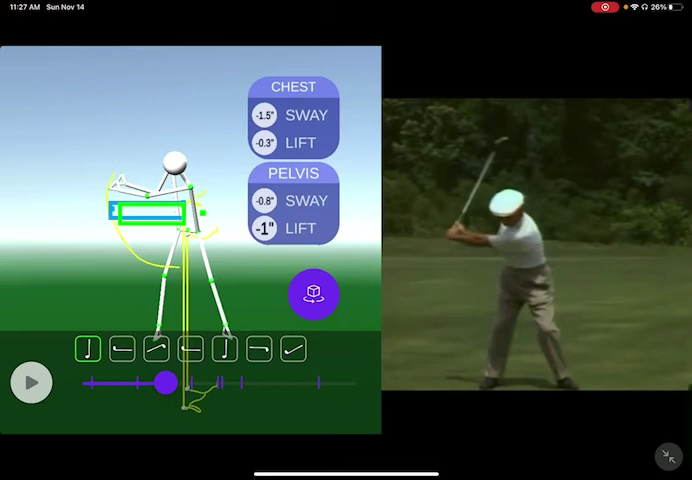 11:27 AM Sun Nov 14
26%
CHEST
-1.5" SWAY
-0.3" LIFT
PELVIS
-0.8" SWAY
-1" LIFT